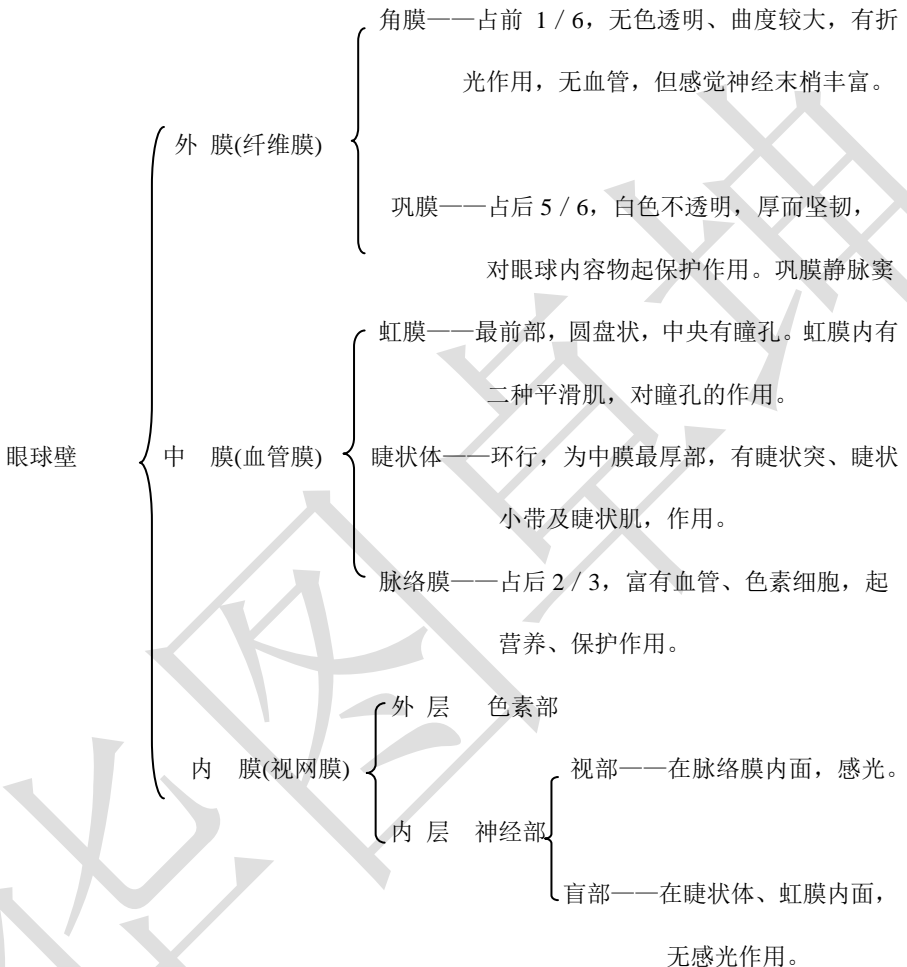 角膜——占前 1／6，无色透明、曲度较大，有折
光作用，无血管，但感觉神经末梢丰富。
外 膜(纤维膜)
巩膜——占后 5／6，白色不透明，厚而坚韧，
对眼球内容物起保护作用。巩膜静脉窦
虹膜——最前部，圆盘状，中央有瞳孔。虹膜内有
二种平滑肌，对瞳孔的作用。
眼球壁
中 膜(血管膜)
睫状体——环行，为中膜最厚部，有睫状突、睫状
小带及睫状肌，作用。
脉络膜——占后 2／3，富有血管、色素细胞，起
营养、保护作用。
外 层 色素部
内 膜(视网膜)
视部——在脉络膜内面，感光。
内 层 神经部
盲部——在睫状体、虹膜内面，
无感光作用。
华图卓坤